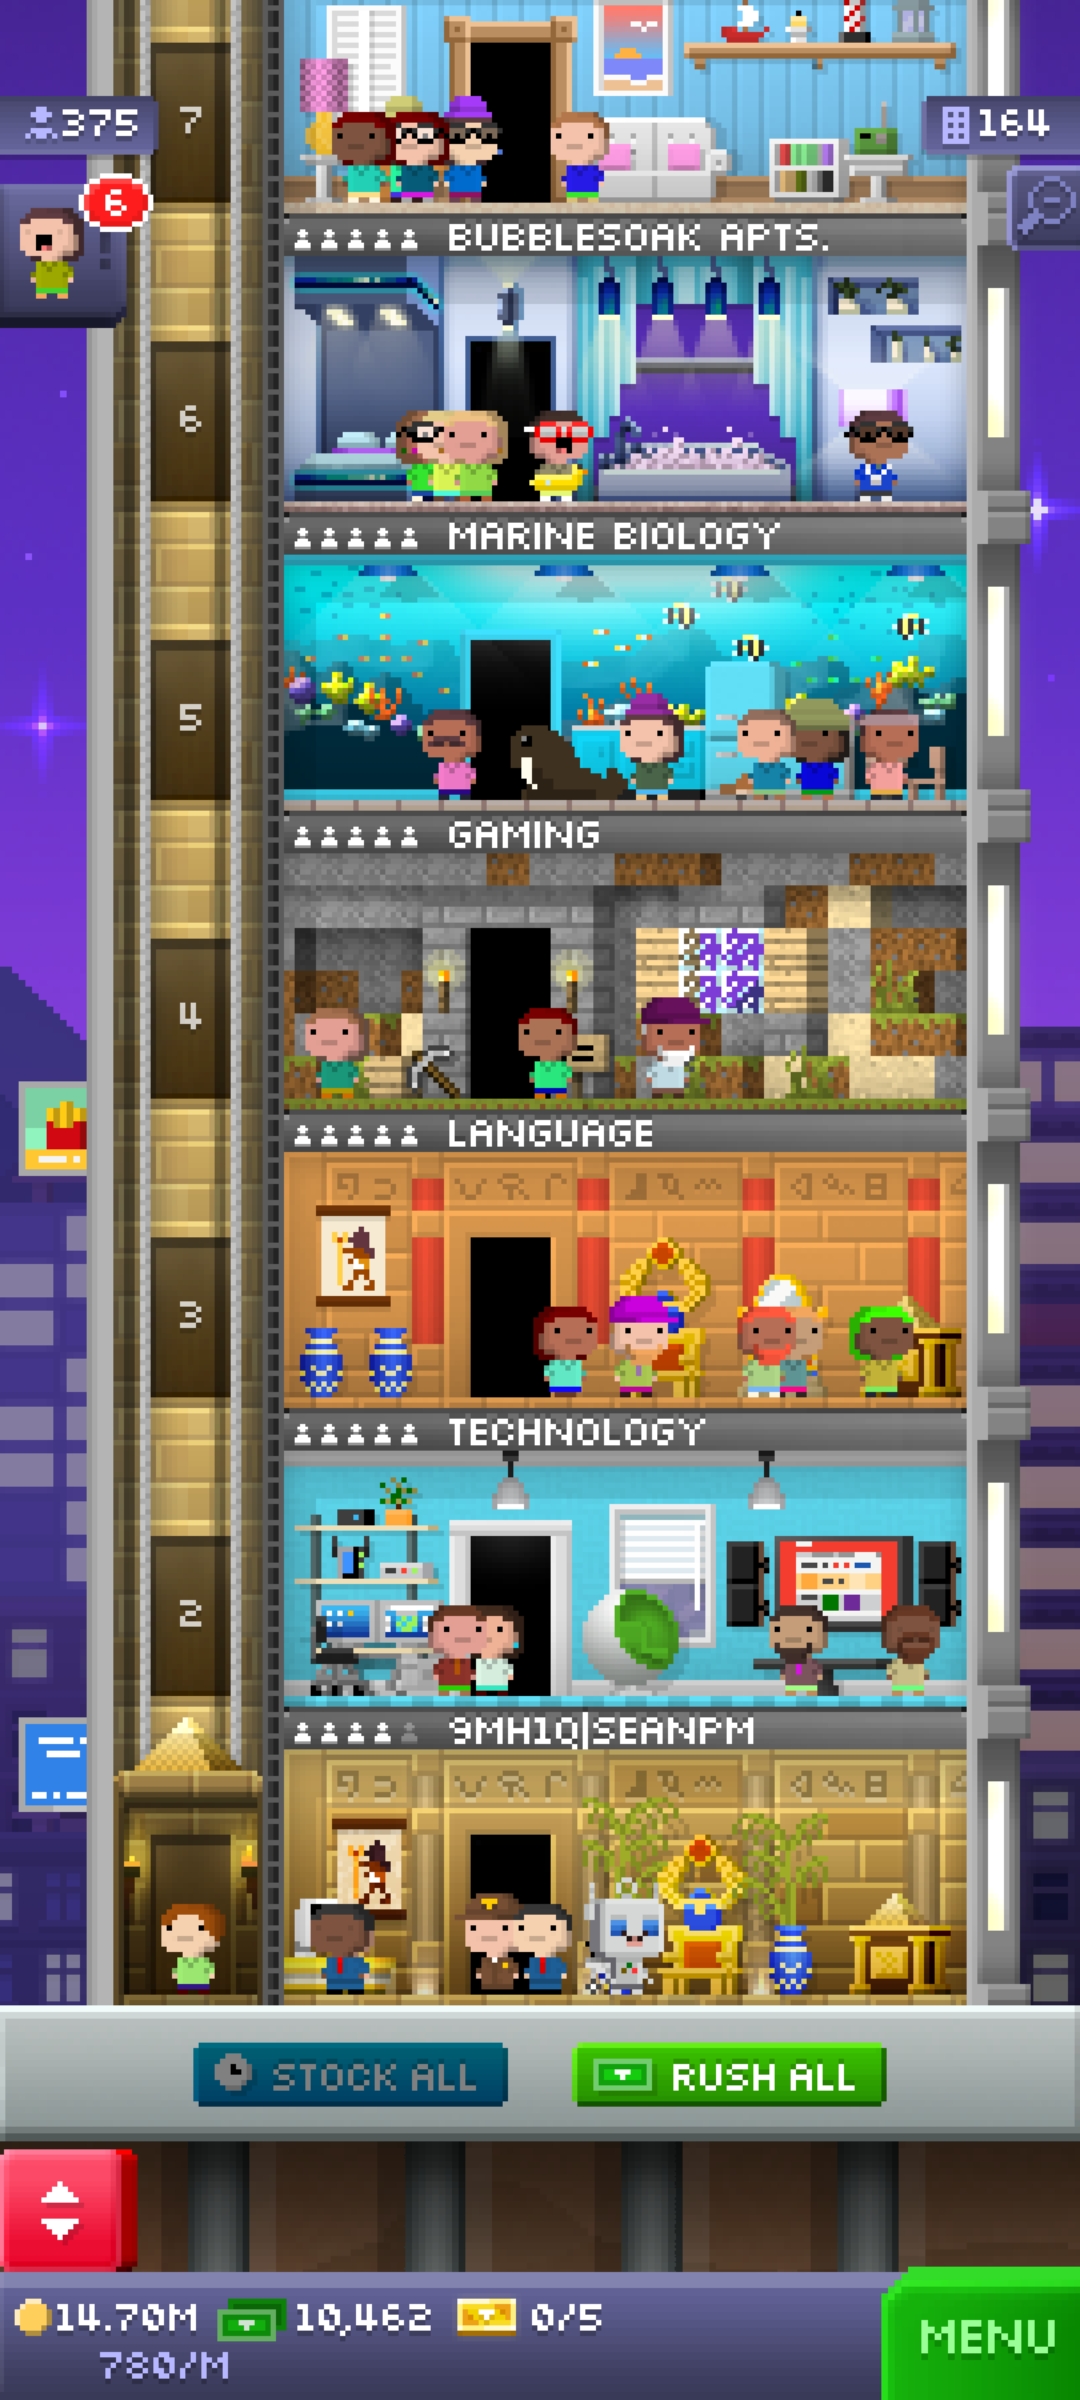 7
375
164
6
BUBBLESOAK APTS.
6
MARINE BIOLOGY
5
GAMING
4
LANGUAGE
3
TECHNOLOGY
2
9MH1Q|SEANPM
STOCK ALL
RUSH ALL
14.70M
10,462
0/5
780/M
MENU